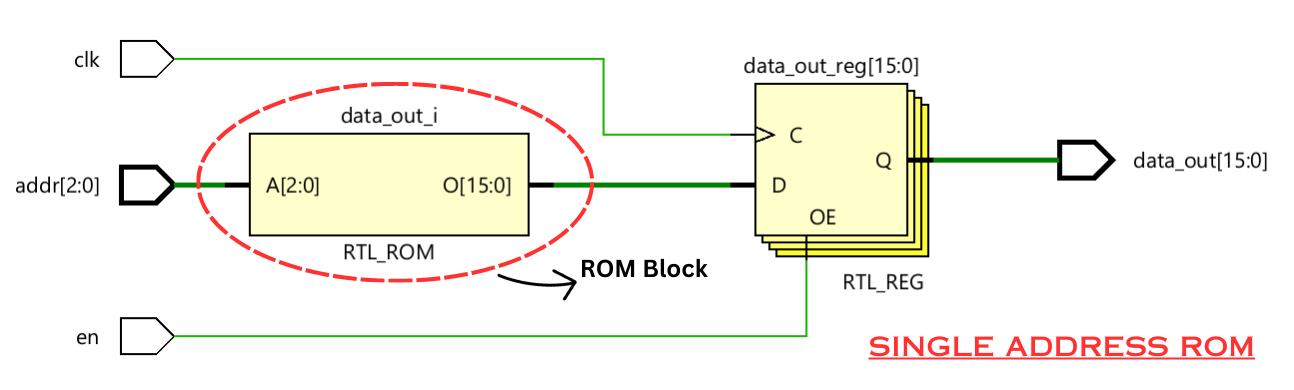 clk
data_out_reg[15:0]
data_out_i
C
Q
data_out[15:0]
addr[2:0]
A[2:0]
O[15:0]
D
OE
RTL_ROM
ROM Block
RTL_REG
en
SINGLE ADDRESS ROM